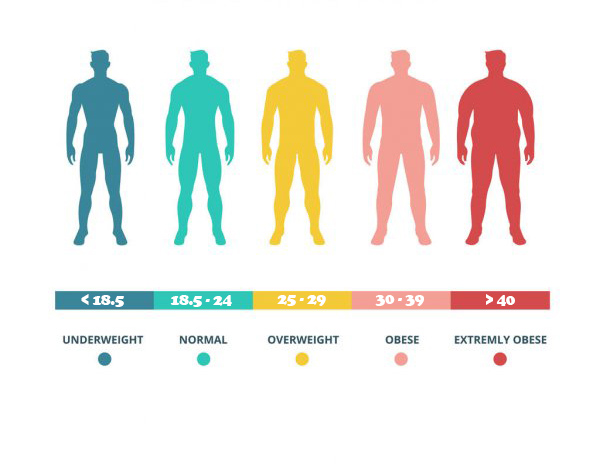 < 18.5 18.5 - 24 25 - 29 30 - 39 > 40
UNDERWEIGHT NORMAL OVERWEIGHT OBESE EXTREMLY OBESE